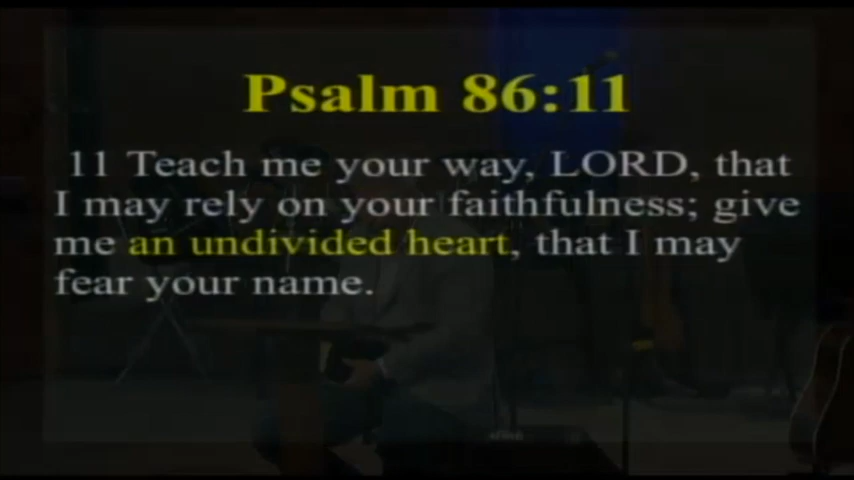 Psalm 86:11
11 Teach me your way, LORD, that
I may rely on your faithfulness; give
me an undivided heart, that I may
fear your name.